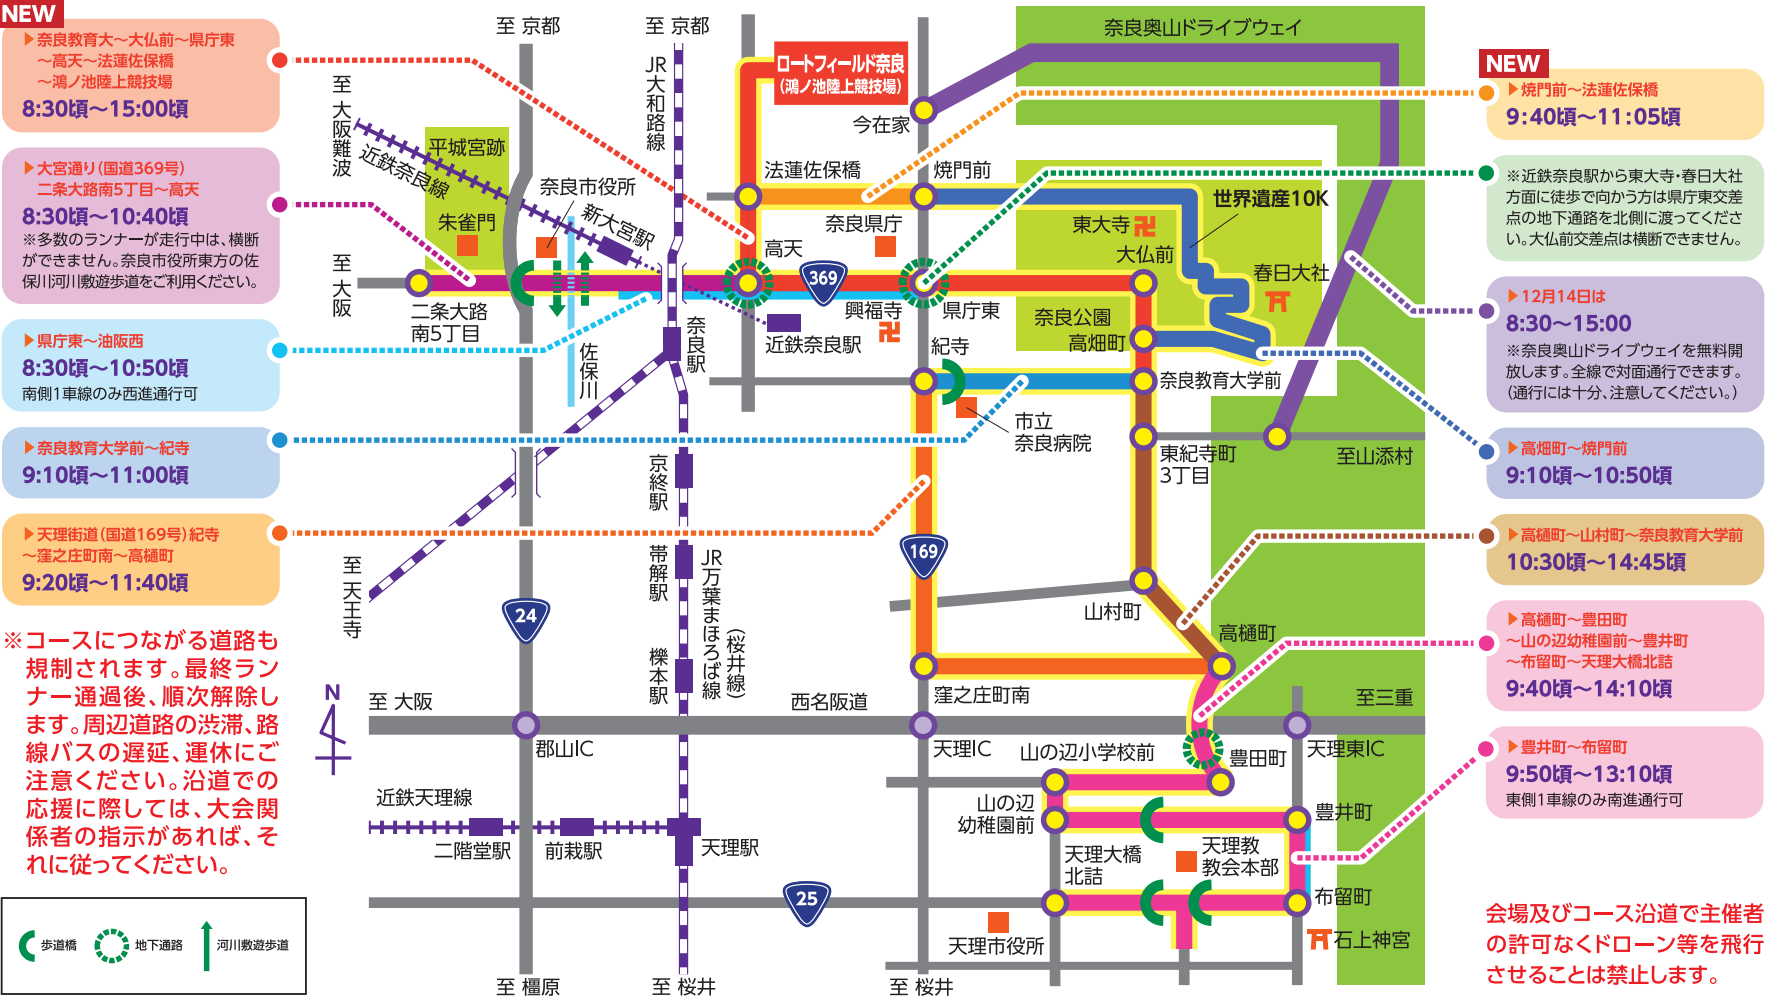 NEW
▶奈良教育大〜大仏前〜県庁東
〜高天〜法蓮佐保橋
〜鴻ノ池陸上競技場
8:30頃〜15:00頃
▶大宮通り(国道369号)
二条大路南5丁目〜高天
8:30頃〜10:40頃
※多数のランナーが走行中は、横断
ができません。奈良市役所東方の佐
保川河川敷遊歩道をご利用ください。
▶県庁東〜油阪西
8:30頃〜10:50頃
南側1車線のみ西進通行可
▶奈良教育大学前〜紀寺
9:10頃〜11:00頃
▶天理街道(国道169号)紀寺
〜窪之庄町南〜高樋町
9:20頃〜11:40頃
※コースにつながる道路も
規制されます。最終ラン
ナー通過後、順次解除し
ます。周辺道路の渋滞、路
線バスの遅延、運休にご
注意ください。沿道での
応援に際しては、大会関
係者の指示があれば、そ
れに従ってください。
歩道橋
地下通路
河川敷遊歩道
至 京都
至 京都
至 大阪難波
JR大和路線
近鉄奈良線
平城宮跡
奈良市役所
朱雀門
新大宮駅
至 大阪
二条大路
南5丁目
佐保川
奈良駅
近鉄奈良駅
ロートフィールド奈良
(鴻ノ池陸上競技場)
今在家
法蓮佐保橋
焼門前
奈良県庁
高天
369
興福寺
県庁東
紀寺
奈良奥山ドライブウェイ
世界遺産10K
東大寺
大仏前
春日大社
奈良公園
高畑町
奈良教育大学前
市立
奈良病院
東紀寺町
3丁目
至山添村
京終駅
帯解駅
JR万葉まほろば線
(桜井線)
櫟本駅
至 天王寺
24
169
山村町
高樋町
窪之庄町南
N
至 大阪
西名阪道
至三重
郡山IC
天理IC
天理東IC
山の辺小学校前
豊田町
近鉄天理線
二階堂駅
前栽駅
天理駅
山の辺
幼稚園前
豊井町
天理大橋
北詰
天理教
教会本部
布留町
25
天理市役所
石上神宮
至 橿原
至 桜井
至 桜井
NEW
▶焼門前〜法蓮佐保橋
9:40頃〜11:05頃
※近鉄奈良駅から東大寺・春日大社
方面に徒歩で向かう方は県庁東交差
点の地下通路を北側に渡ってくださ
い。大仏前交差点は横断できません。
▶12月14日は
8:30〜15:00
※奈良奥山ドライブウェイを無料開
放します。全線で対面通行できます。
(通行には十分、注意してください。)
▶高畑町〜焼門前
9:10頃〜10:50頃
▶高樋町〜山村町〜奈良教育大学前
10:30頃〜14:45頃
▶高樋町〜豊田町
〜山の辺幼稚園前〜豊井町
〜布留町〜天理大橋北詰
9:40頃〜14:10頃
▶豊井町〜布留町
9:50頃〜13:10頃
東側1車線のみ南進通行可
会場及びコース沿道で主催者
の許可なくドローン等を飛行
させることは禁止します。